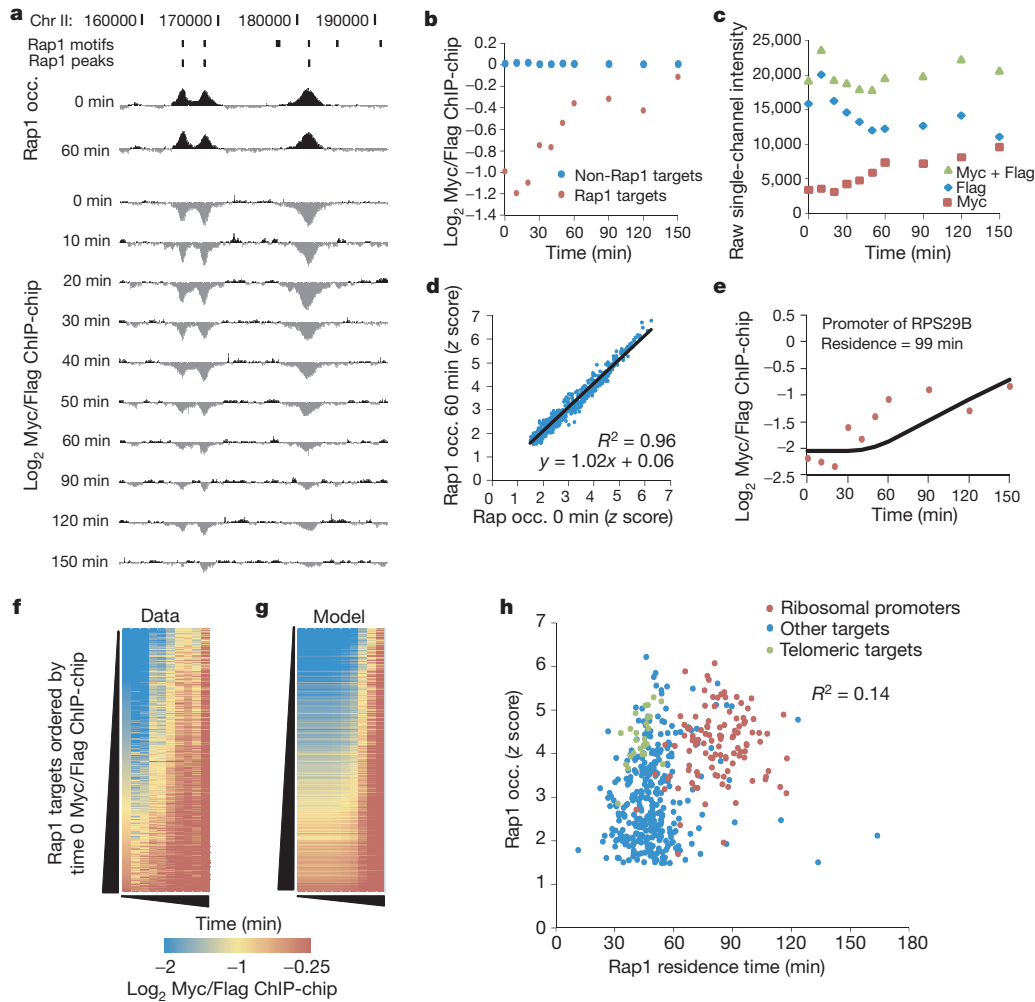 a
Chr II: 160000 170000 180000 190000
Rap1 motifs
Rap1 peaks
Rap1 occ.
0 min
60 min
Log2 Myc/Flag ChIP-chip
0 min
10 min
20 min
30 min
40 min
50 min
60 min
90 min
120 min
150 min
b
Log2 Myc/Flag ChIP-chip
0.2
0
−0.2
−0.4
−0.6
−0.8
−1.0
−1.2
−1.4
Non-Rap1 targets
Rap1 targets
0 30 60 90 120 150
Time (min)
c
Raw single-channel intensity
25,000
20,000
15,000
10,000
5,000
0
Myc + Flag
Flag
Myc
0 30 60 90 120 150
Time (min)
d
Rap1 occ. 60 min (z score)
7
6
5
4
3
2
1
0
R2 = 0.96
y = 1.02x + 0.06
0 1 2 3 4 5 6 7
Rap occ. 0 min (z score)
e
Log2 Myc/Flag ChIP-chip
0.5
0
−0.5
−1
−1.5
−2
−2.5
Promoter of RPS29B
Residence = 99 min
0 30 60 90 120 150
Time (min)
f
Data
Rap1 targets ordered by
time 0 Myc/Flag ChIP-chip
g
Model
Time (min)
−2 −1 −0.25
Log2 Myc/Flag ChIP-chip
h
Ribosomal promoters
Other targets
Telomeric targets
R2 = 0.14
Rap1 occ. (z score)
7
6
5
4
3
2
1
0
0 30 60 90 120 150 180
Rap1 residence time (min)